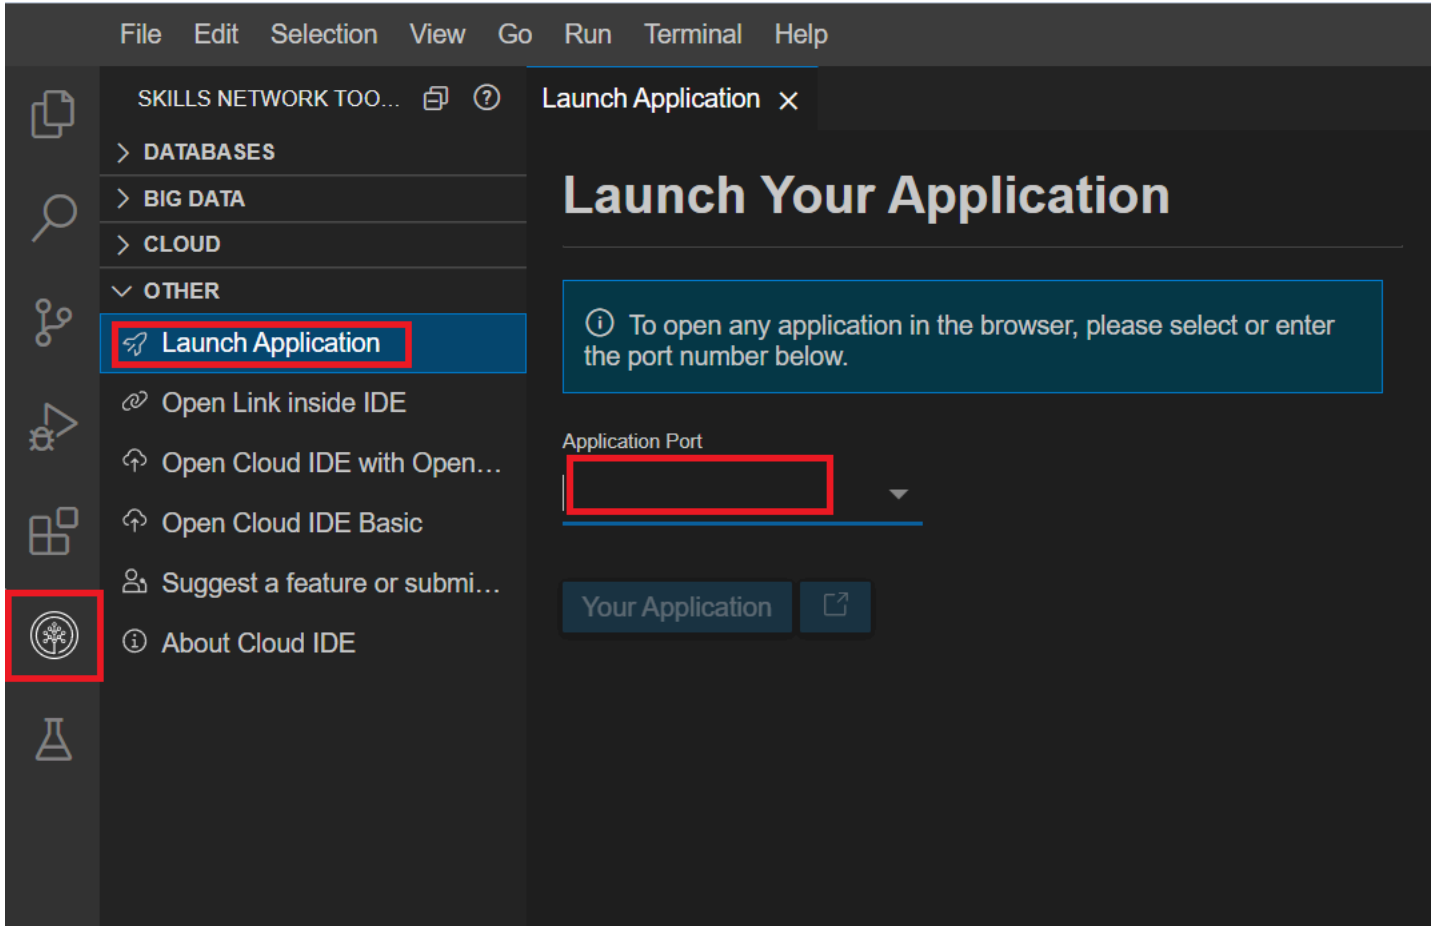 File Edit Selection View Go Run Terminal Help
SKILLS NETWORK TOO...
Launch Application
DATABASES
BIG DATA
CLOUD
OTHER
Launch Application
Open Link inside IDE
Open Cloud IDE with Open...
Open Cloud IDE Basic
Suggest a feature or submi...
About Cloud IDE
Launch Your Application
To open any application in the browser, please select or enter
the port number below.
Application Port
Your Application